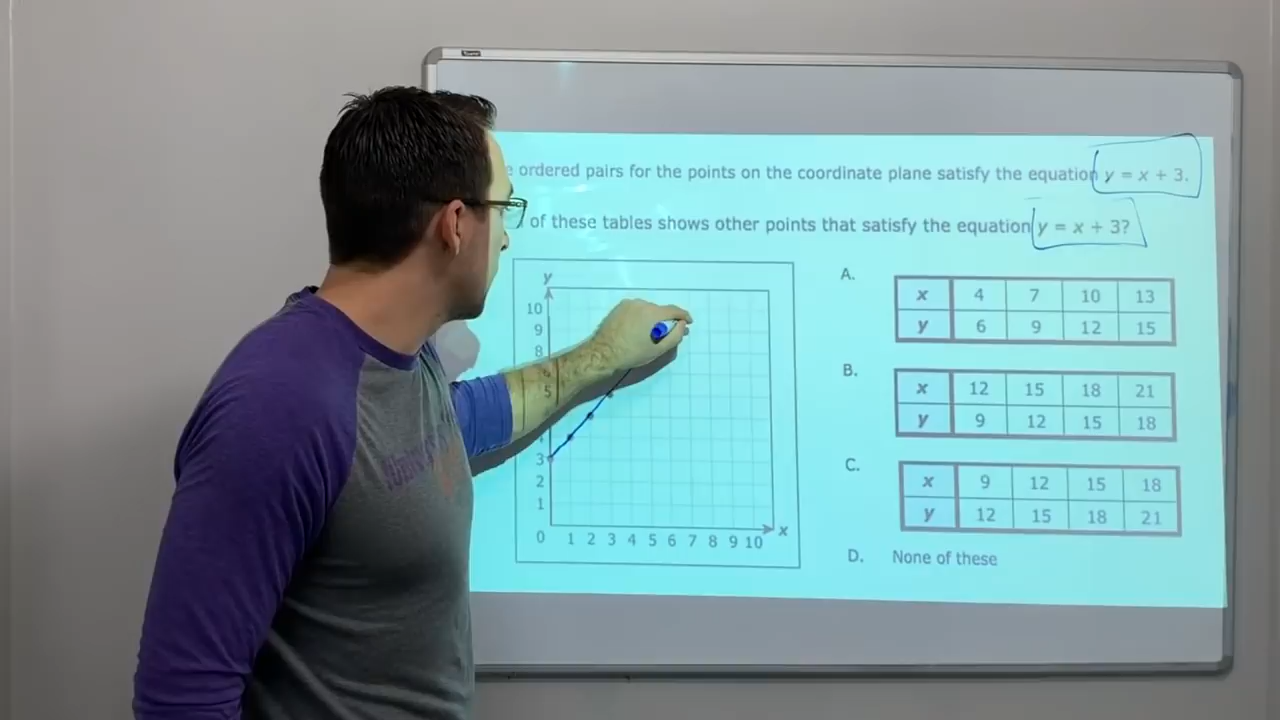 ordered pairs for the points on the coordinate plane satisfy the equation y = x + 3.
of these tables shows other points that satisfy the equation y = x + 3?
y
10
9
8
5
3
2
1
0 1 2 3 4 5 6 7 8 9 10 x
A.
x 4 7 10 13
y 6 9 12 15
B.
x 12 15 18 21
y 9 12 15 18
C.
x 9 12 15 18
y 12 15 18 21
D. None of these